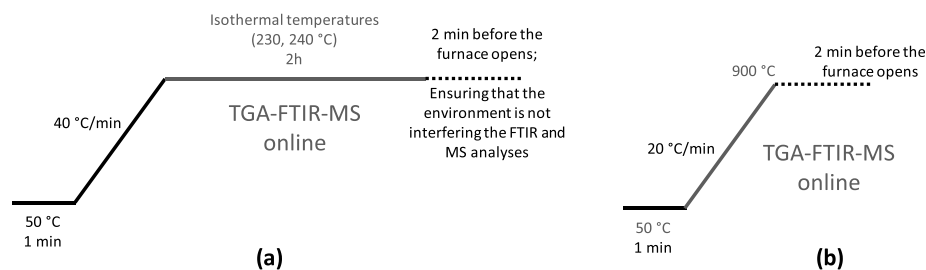 Isothermal temperatures
(230, 240 °C)
2h
2 min before the
furnace opens;
40 °C/min
TGA-FTIR-MS
online
Ensuring that the
environment is not
interfering the FTIR and
MS analyses
50 °C
1 min
(a)
2 min before the
furnace opens
900 °C
20 °C/min
TGA-FTIR-MS
online
50 °C
1 min
(b)